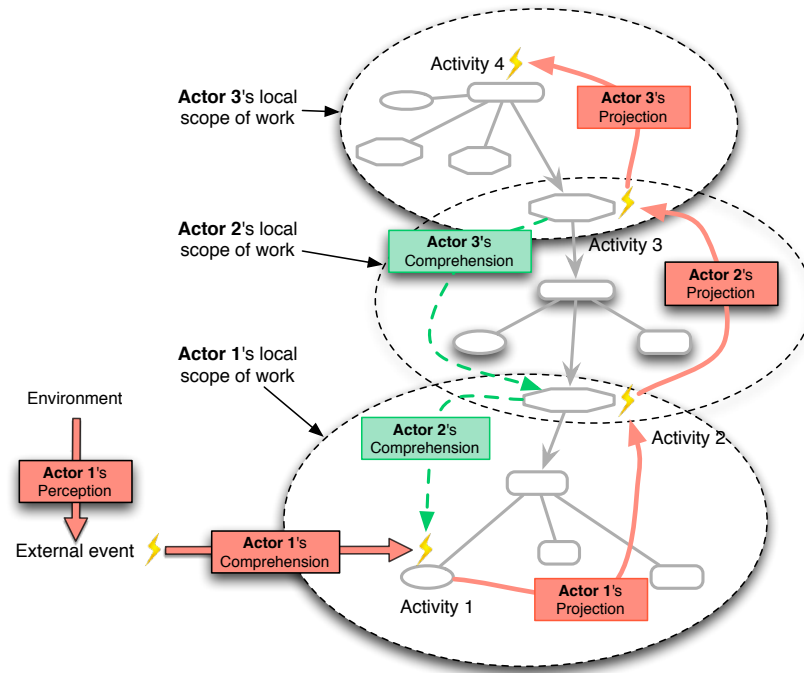 Activity 4
Actor 3's local
scope of work
Actor 3's
Projection
Actor 2's local
scope of work
Actor 3's
Comprehension
Activity 3
Actor 2's
Projection
Actor 1's local
scope of work
Environment
Actor 2's
Comprehension
Activity 2
Actor 1's
Perception
External event
Actor 1's
Comprehension
Activity 1
Actor 1's
Projection